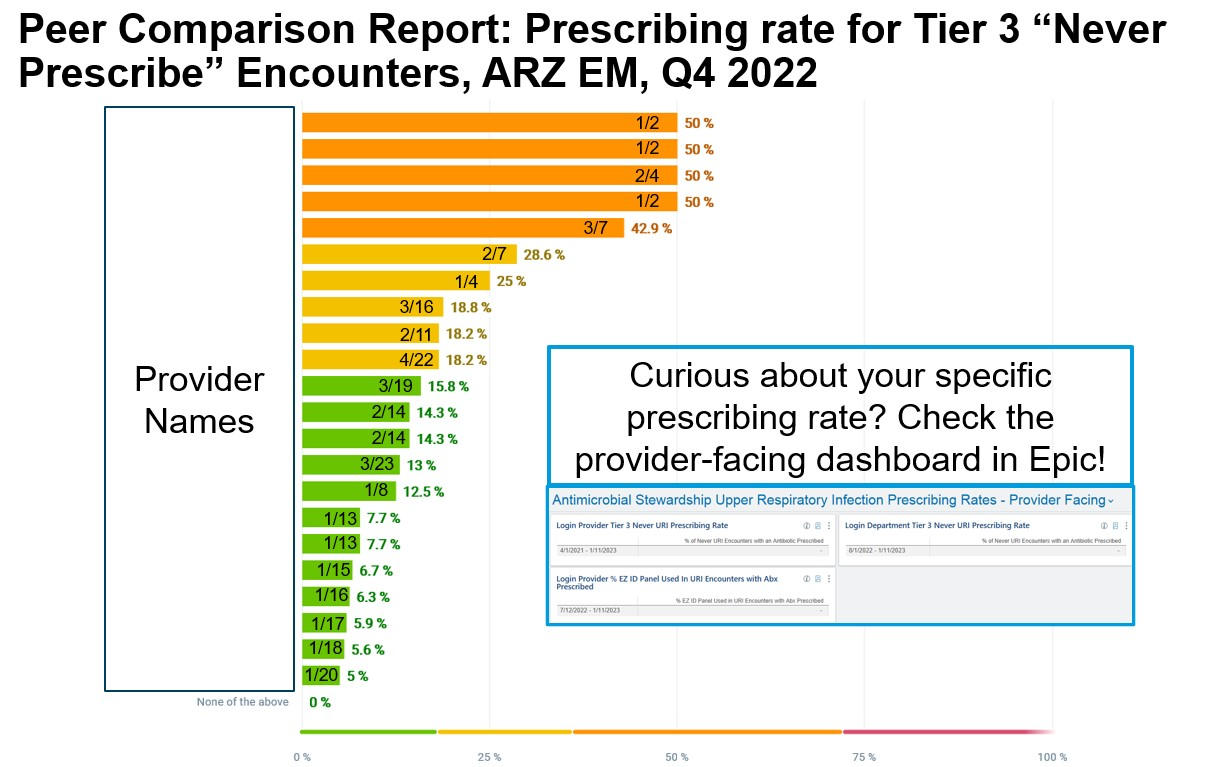 Peer Comparison Report: Prescribing rate for Tier 3 “Never
Prescribe” Encounters, ARZ EM, Q4 2022
Provider
Names
1/2 50 %
1/2 50 %
2/4 50 %
1/2 50 %
3/7 42.9 %
2/7 28.6 %
1/4 25 %
3/16 18.8 %
2/11 18.2 %
4/22 18.2 %
3/19 15.8 %
2/14 14.3 %
2/14 14.3 %
3/23 13 %
1/8 12.5 %
1/13 7.7 %
1/13 7.7 %
1/15 6.7 %
1/16 6.3 %
1/17 5.9 %
1/18 5.6 %
1/20 5 %
None of the above 0 %
0 % 25 % 50 % 75 % 100 %
Curious about your specific
prescribing rate? Check the
provider-facing dashboard in Epic!
Antimicrobial Stewardship Upper Respiratory Infection Prescribing Rates - Provider Facing
Login Provider Tier 3 Never URI Prescribing Rate
% of Never URI Encounters with an Antibiotic Prescribed
4/1/2021 - 1/11/2023 -
Login Department Tier 3 Never URI Prescribing Rate
% of Never URI Encounters with an Antibiotic Prescribed
8/1/2022 - 1/11/2023 -
Login Provider % EZ ID Panel Used In URI Encounters with Abx
Prescribed
% EZ ID Panel Used in URI Encounters with Abx Prescribed
7/12/2022 - 1/11/2023 -